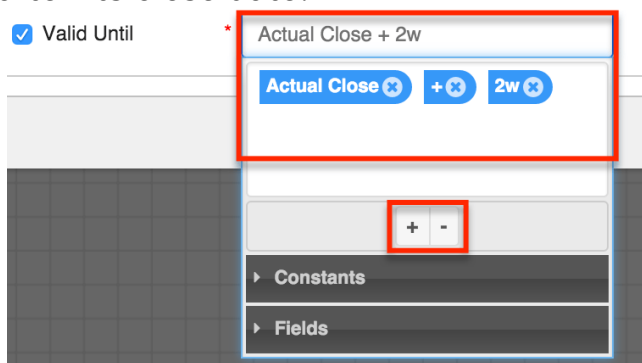 Valid Until * Actual Close + 2w
Actual Close + 2w
+ -
Constants
Fields